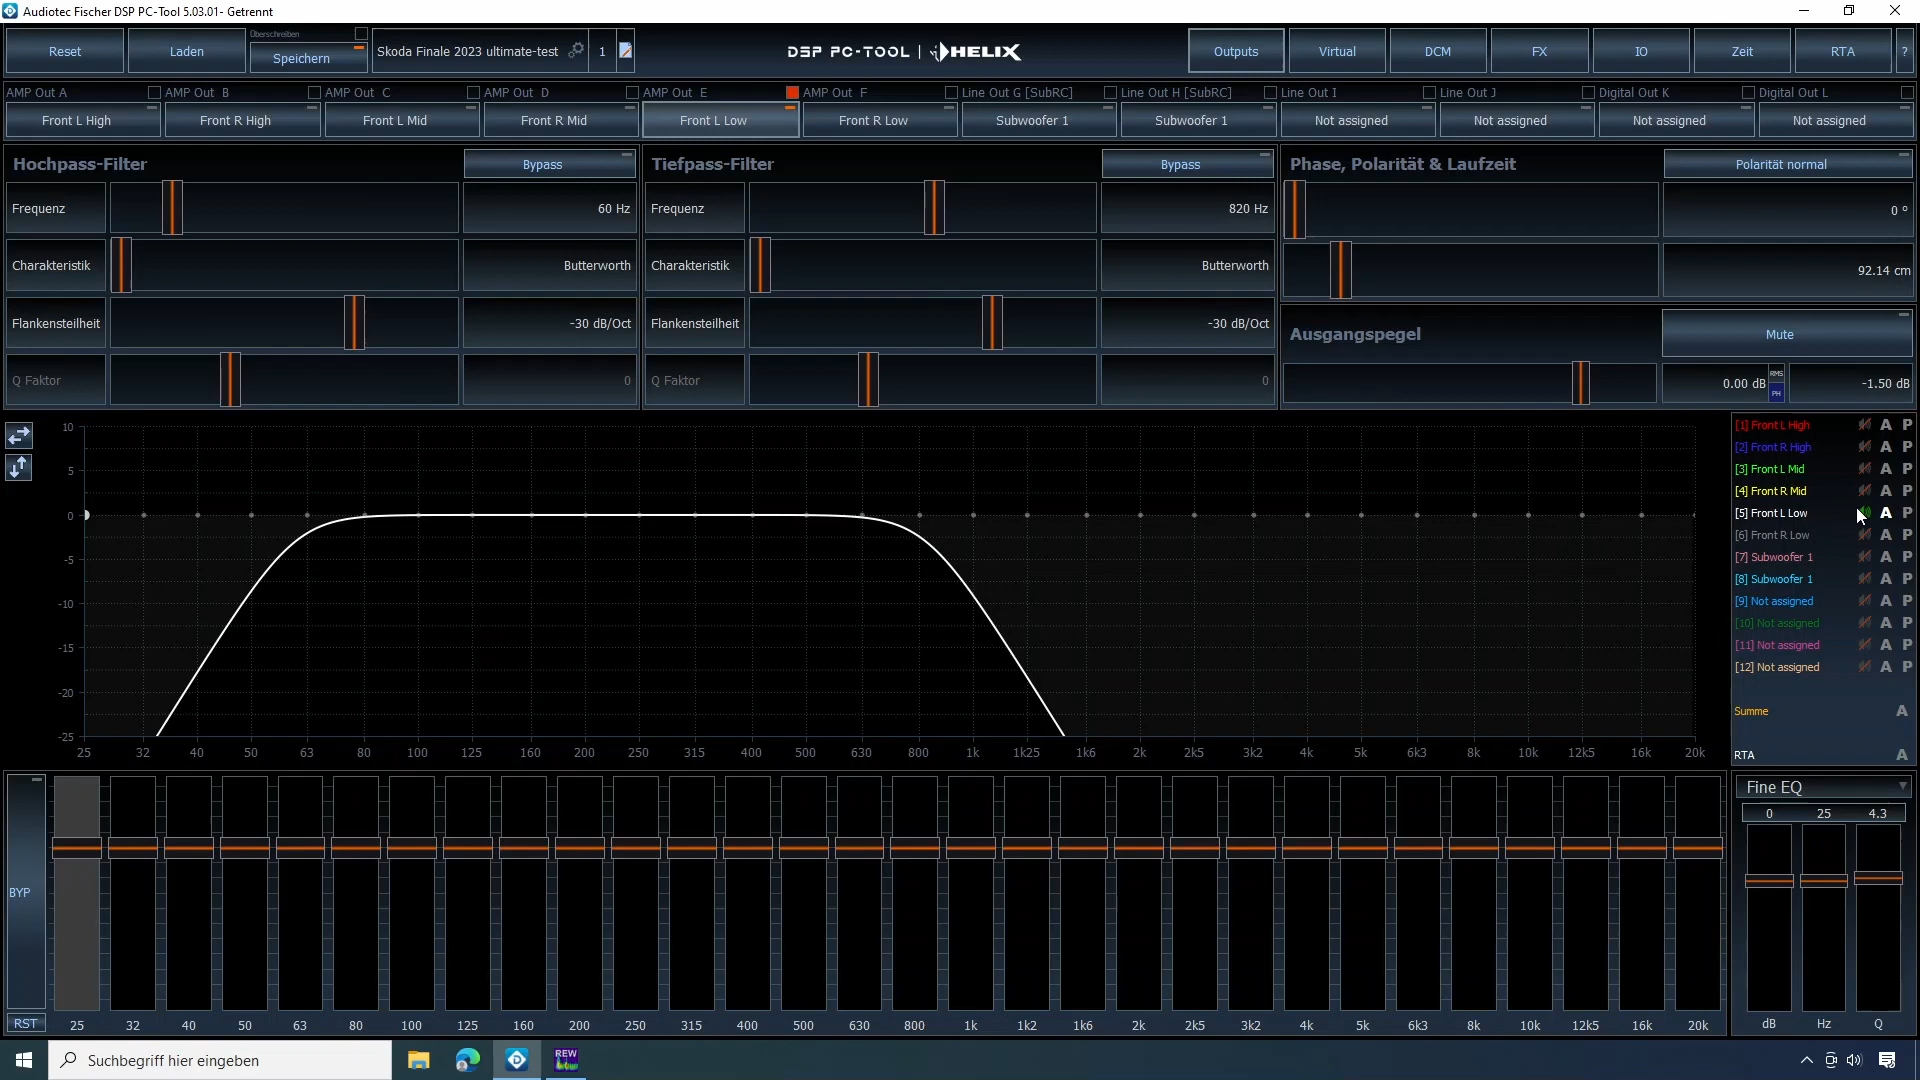 Audiotec Fischer DSP PC-Tool 5.03.01- Getrennt
Reset
Laden
Überschreiben
Speichern
Skoda Finale 2023 ultimate-test
1
DSP PC-TOOL | HELIX
Outputs
Virtual
DCM
FX
IO
Zeit
RTA
?
AMP Out A
AMP Out B
AMP Out C
AMP Out D
AMP Out E
AMP Out F
Line Out G [SubRC]
Line Out H [SubRC]
Line Out I
Line Out J
Digital Out K
Digital Out L
Front L High
Front R High
Front L Mid
Front R Mid
Front L Low
Front R Low
Subwoofer 1
Subwoofer 1
Not assigned
Not assigned
Not assigned
Not assigned
Hochpass-Filter
Bypass
Frequenz
60 Hz
Charakteristik
Butterworth
Flankensteilheit
-30 dB/Oct
Q Faktor
0
Tiefpass-Filter
Bypass
Frequenz
820 Hz
Charakteristik
Butterworth
Flankensteilheit
-30 dB/Oct
Q Faktor
0
Phase, Polarität & Laufzeit
Polarität normal
0 °
92.14 cm
Ausgangspegel
Mute
0.00 dB
RMS
PH
-1.50 dB
10
5
0
-5
-10
-15
-20
-25
25 32 40 50 63 80 100 125 160 200 250 315 400 500 630 800 1k 1k25 1k6 2k 2k5 3k2 4k 5k 6k3 8k 10k 12k5 16k 20k
[1] Front L High A P
[2] Front R High A P
[3] Front L Mid A P
[4] Front R Mid A P
[5] Front L Low A P
[6] Front R Low A P
[7] Subwoofer 1 A P
[8] Subwoofer 1 A P
[9] Not assigned A P
[10] Not assigned A P
[11] Not assigned A P
[12] Not assigned A P
Summe A
RTA A
BYP
RST
25 32 40 50 63 80 100 125 160 200 250 315 400 500 630 800 1k 1k2 1k6 2k 2k5 3k2 4k 5k 6k3 8k 10k 12k5 16k 20k
Fine EQ
0 25 4.3
dB Hz Q
Suchbegriff hier eingeben
REW